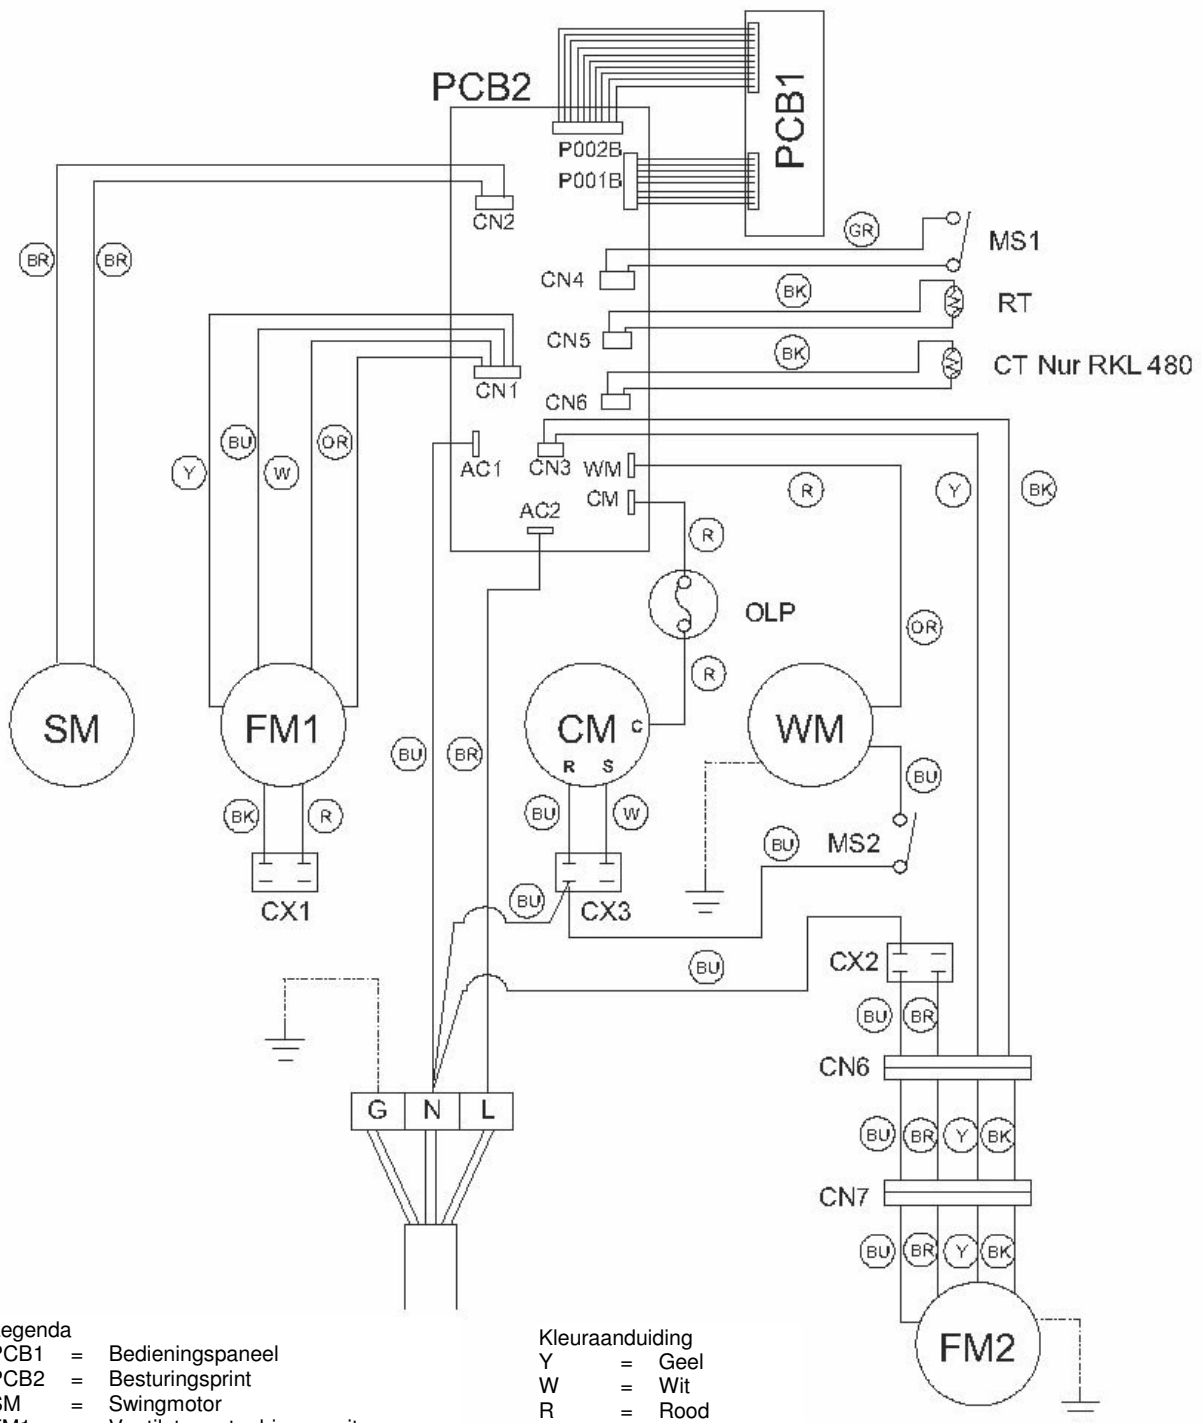 PCB2
PCB1
P002B
P001B
CN2
BR
BR
GR
MS1
CN4
BK
RT
CN5
BK
CT Nur RKL 480
CN6
CN1
Y
BU
W
OR
AC1
CN3
WM
CM
AC2
R
Y
BK
R
OLP
OR
R
SM
FM1
CM
C
R
S
WM
BU
BR
BU
BK
R
BU
W
BU
MS2
CX1
BU
CX3
BU
CX2
BU
BR
CN6
G
N
L
BU
BR
Y
BK
CN7
BU
BR
Y
BK
FM2
egenda
PCB1 = Bedieningspaneel
PCB2 = Besturingsprint
SM = Swingmotor
Kleuraanduiding
Y = Geel
W = Wit
R = Rood